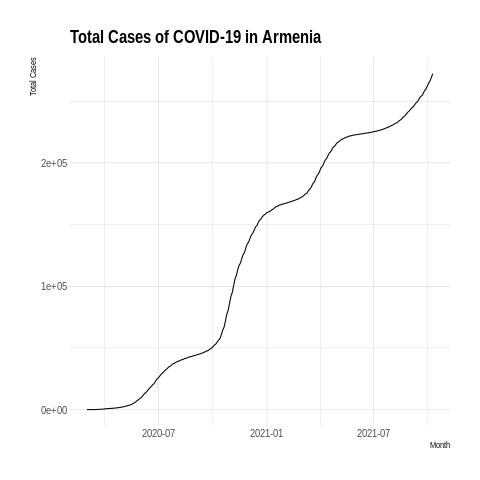 Total Cases of COVID-19 in Armenia
Total Cases
2e+05
1e+05
0e+00
2020-07 2021-01 2021-07
Month